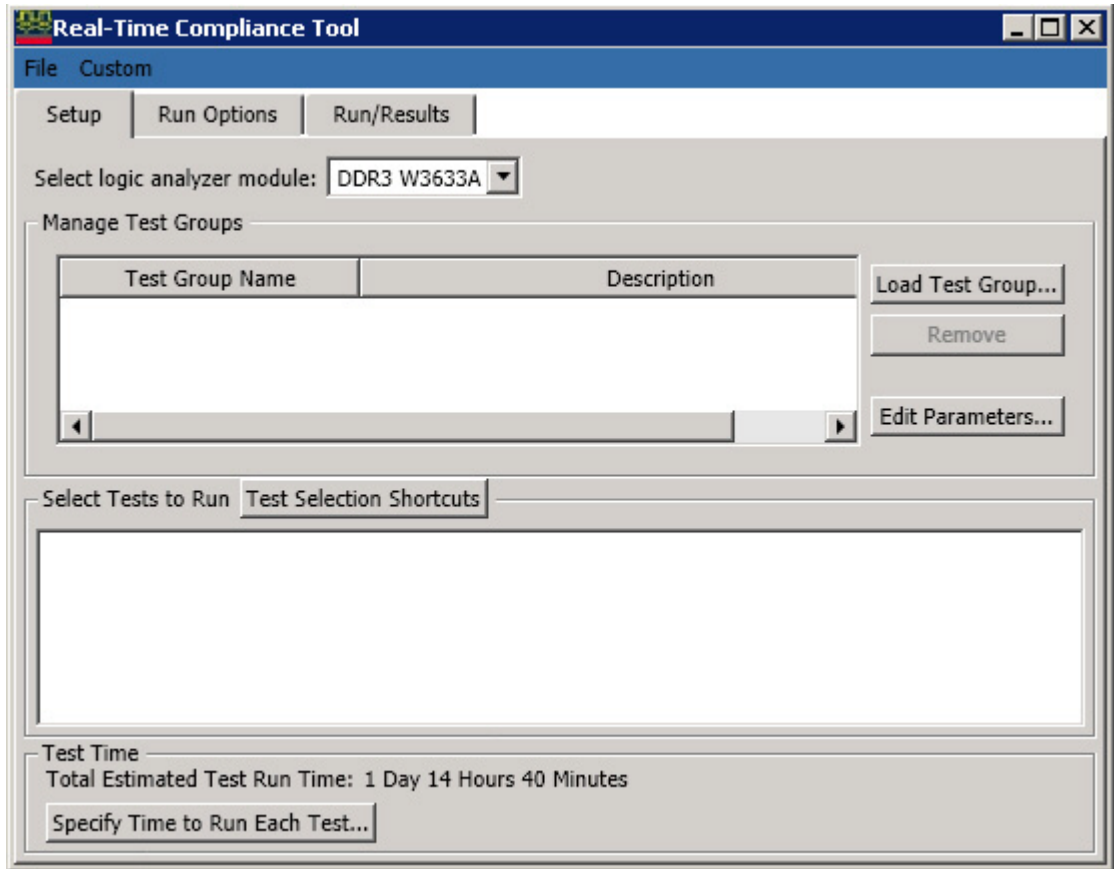 Real-Time Compliance Tool
File Custom
Setup Run Options Run/Results
Select logic analyzer module: DDR3 W3633A
Manage Test Groups
Test Group Name Description
Load Test Group...
Remove
Edit Parameters...
Select Tests to Run Test Selection Shortcuts
Test Time
Total Estimated Test Run Time: 1 Day 14 Hours 40 Minutes
Specify Time to Run Each Test...